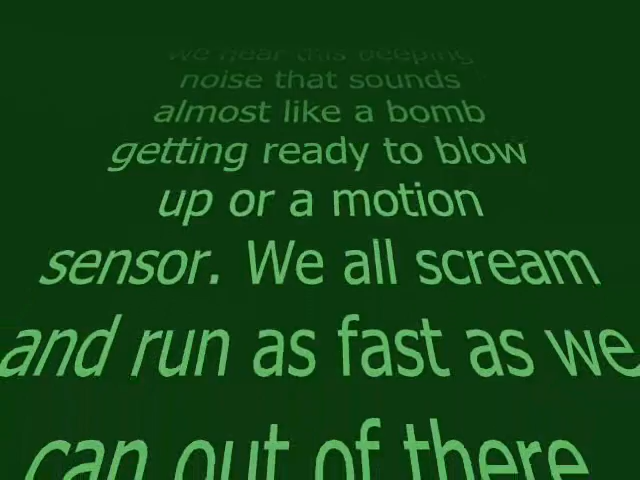 we hear this beeping
noise that sounds
almost like a bomb
getting ready to blow
up or a motion
sensor. We all scream
and run as fast as we
can out of there